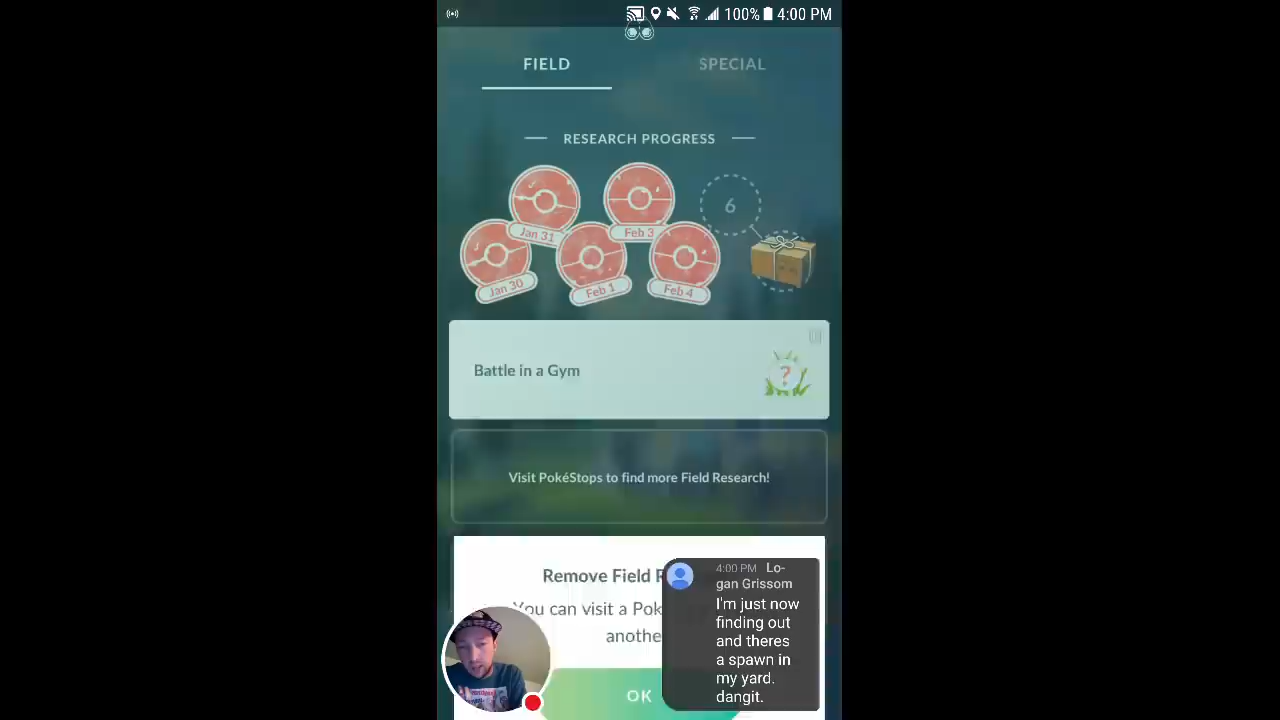 100% 4:00 PM
FIELD SPECIAL
RESEARCH PROGRESS
Jan 31 Feb 3 6
Jan 30 Feb 1 Feb 4
Battle in a Gym
?
Visit PokéStops to find more Field Research!
Remove Field
You can visit a
anothe
OK
4:00 PM Lo-
gan Grissom
I'm just now
finding out
and theres
a spawn in
my yard.
dangit.